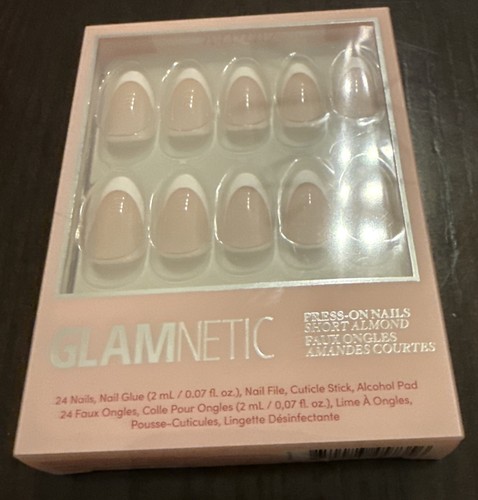 GLAMNETIC
PRESS-ON NAILS
SHORT ALMOND
FAUX ONGLES
AMANDES COURTES
24 Nails, Nail Glue (2 mL / 0.07 fl. oz.), Nail File, Cuticle Stick, Alcohol Pad
24 Faux Ongles, Colle Pour Ongles (2 mL / 0,07 fl. oz.), Lime À Ongles,
Pousse-Cuticules, Lingette Désinfectante